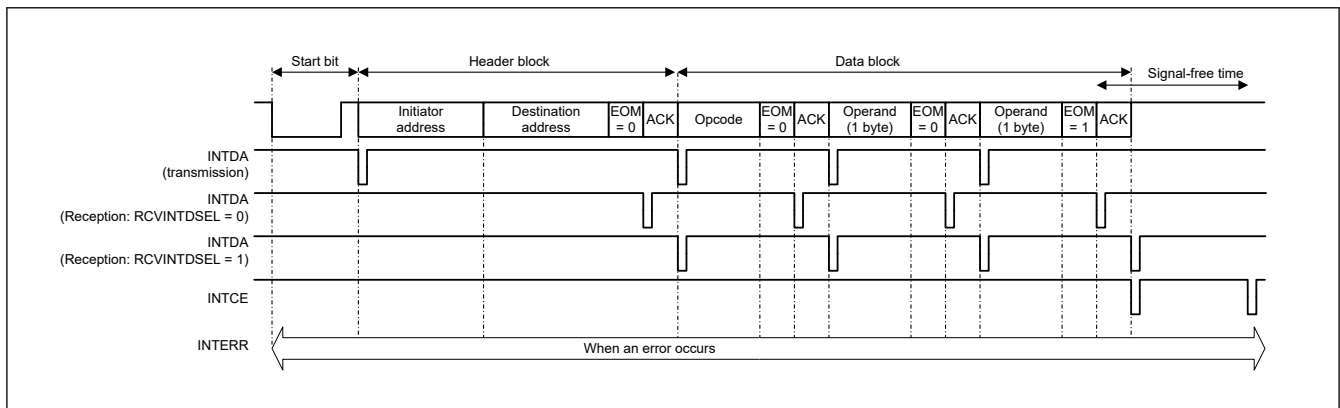 Start bit
Header block
Data block
Signal-free time
Initiator
address
Destination
address
EOM
= 0
ACK
Opcode
EOM
= 0
ACK
Operand
(1 byte)
EOM
= 0
ACK
Operand
(1 byte)
EOM
= 1
ACK
INTDA
(transmission)
INTDA
(Reception: RCVINTDSEL = 0)
INTDA
(Reception: RCVINTDSEL = 1)
INTCE
INTERR
When an error occurs